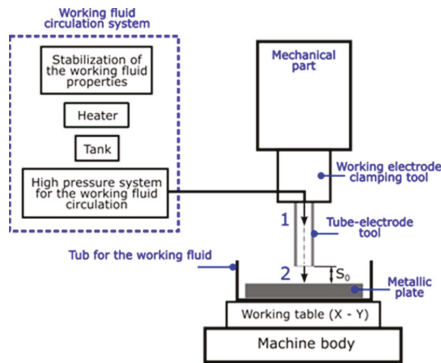 Working fluid
circulation system
Stabilization of
the working fluid
properties
Heater
Tank
High pressure system
for the working fluid
circulation
Mechanical
part
Working electrode
clamping tool
1
Tube-electrode
tool
Tub for the working fluid
2
S₀
Metallic
plate
Working table (X - Y)
Machine body